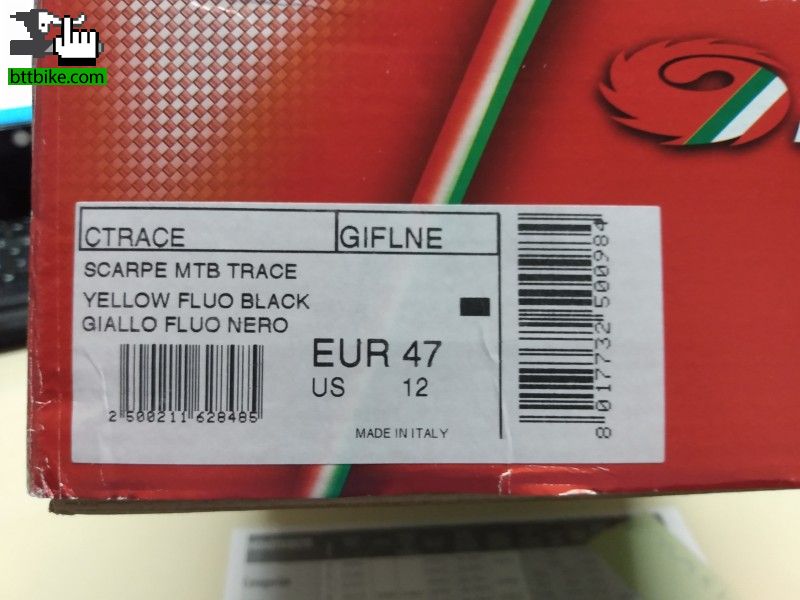 bttbike.com
CTRACE GIFLNE
SCARPE MTB TRACE
YELLOW FLUO BLACK
GIALLO FLUO NERO
EUR 47
US 12
2 500211 628485
MADE IN ITALY
8 017732 500984